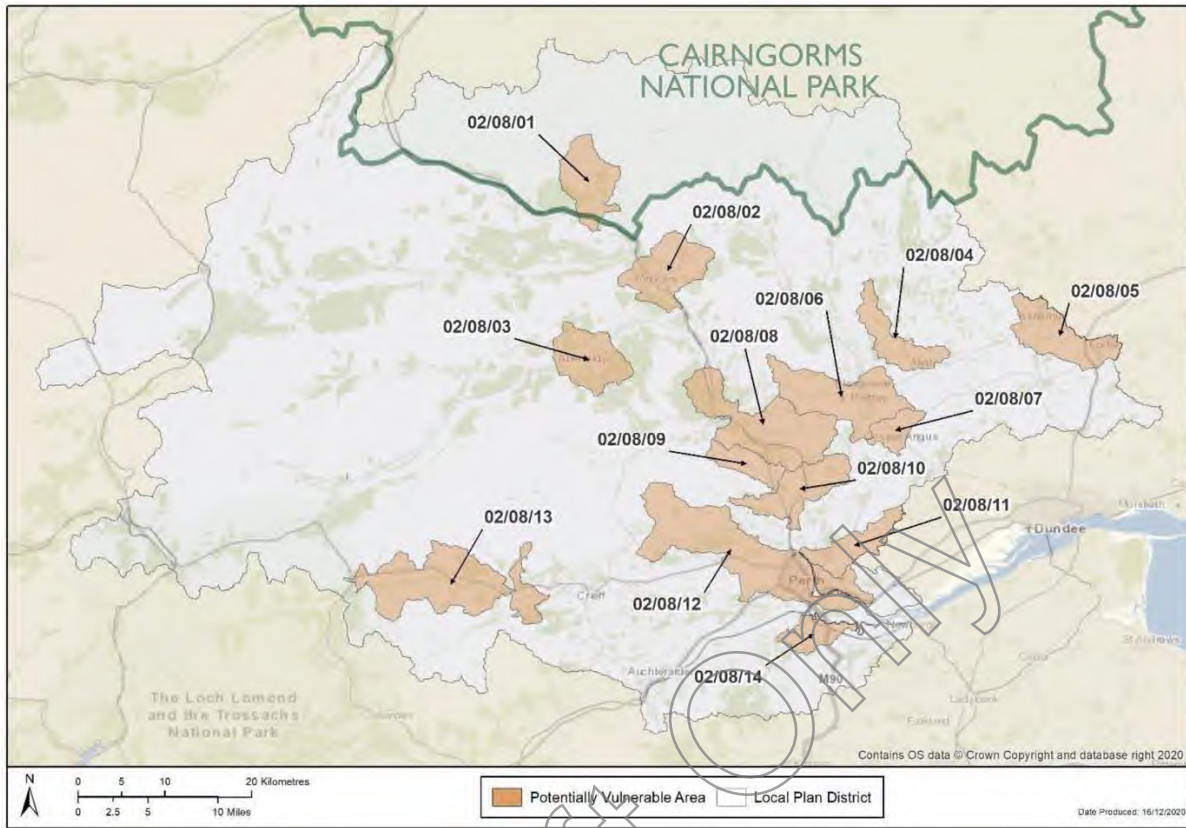 CAIRNGORMS
NATIONAL PARK
02/08/01
02/08/02
02/08/04
02/08/05
02/08/06
02/08/03
02/08/08
02/08/07
02/08/09
02/08/10
02/08/11
02/08/13
02/08/12
02/08/14
Dundee
Perth
Crieff
M90
St Andrews
The Loch Lomond
and the Trossachs
National Park
Only
Contains OS data © Crown Copyright and database right 2020
N
0 5 10 20 Kilometres
0 2.5 5 10 Miles
Potentially Vulnerable Area
Local Plan District
Date Produced: 16/12/2020